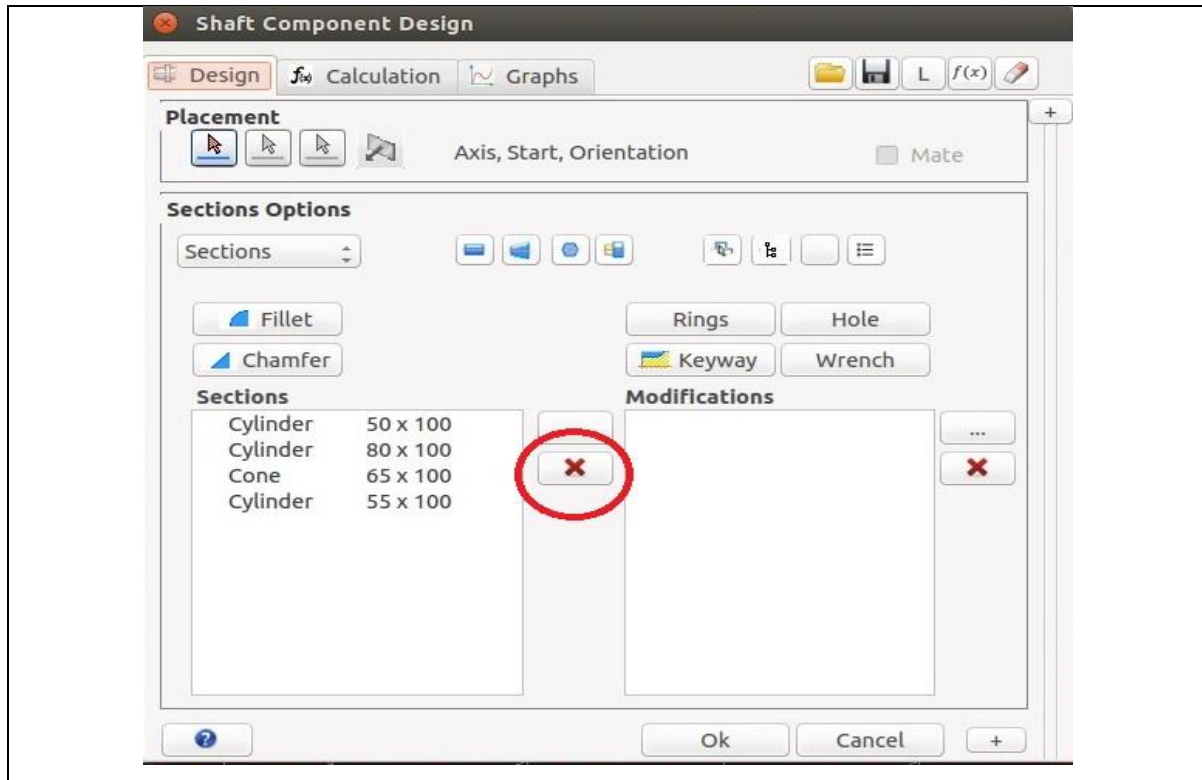 Shaft Component Design
Design f(x) Calculation Graphs L f(x)
Placement +
Axis, Start, Orientation Mate
Sections Options
Sections
Fillet Rings Hole
Chamfer Keyway Wrench
Sections Modifications
Cylinder 50 x 100 ...
Cylinder 80 x 100
Cone 65 x 100
Cylinder 55 x 100
? Ok Cancel +